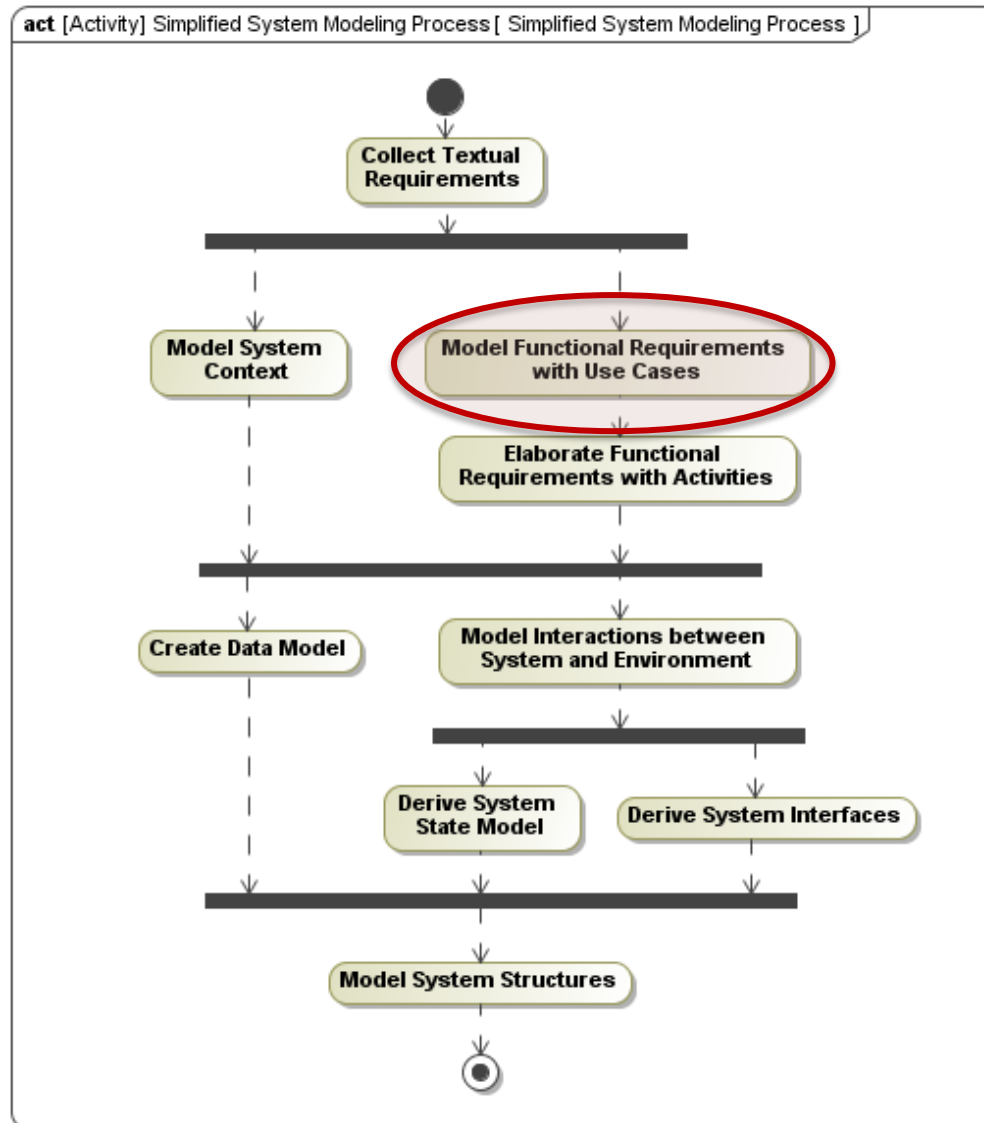 act [Activity] Simplified System Modeling Process [ Simplified System Modeling Process ]
Collect Textual
Requirements
Model System
Context
Model Functional Requirements
with Use Cases
Elaborate Functional
Requirements with Activities
Create Data Model
Model Interactions between
System and Environment
Derive System
State Model
Derive System Interfaces
Model System Structures